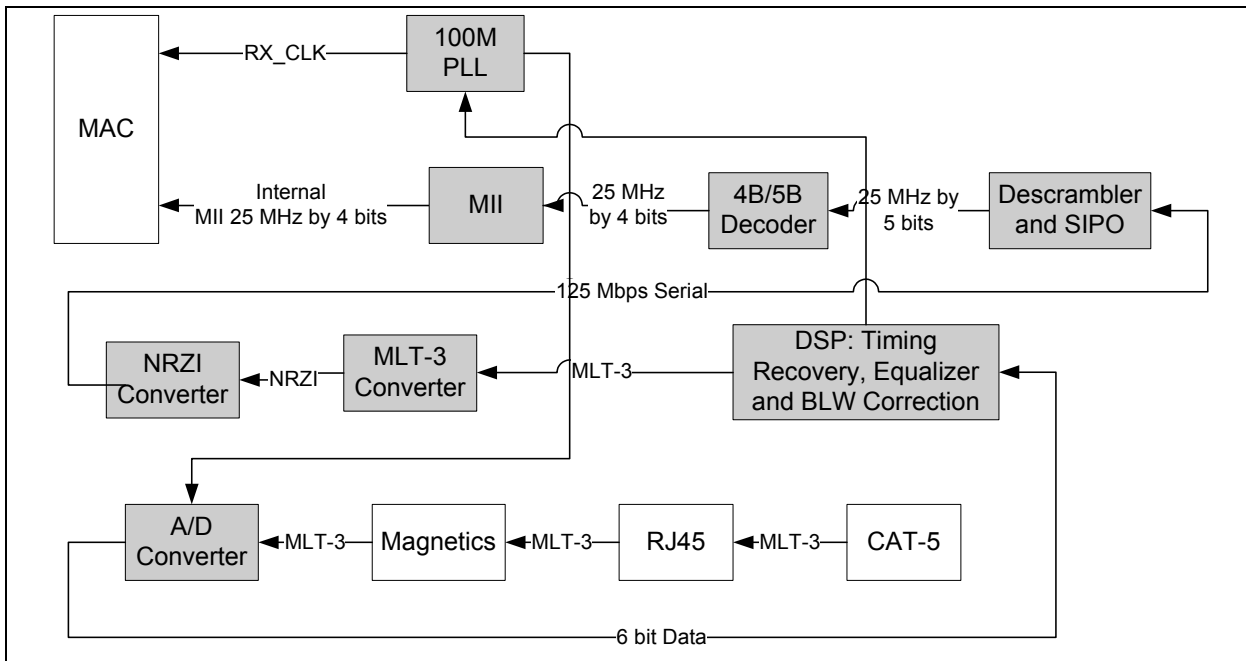 100M
PLL
RX_CLK
MAC
Internal
MII 25 MHz by 4 bits
MII
25 MHz
by 4 bits
4B/5B
Decoder
25 MHz by
5 bits
Descrambler
and SIPO
125 Mbps Serial
NRZI
Converter
NRZI
MLT-3
Converter
MLT-3
DSP: Timing
Recovery, Equalizer
and BLW Correction
A/D
Converter
MLT-3
Magnetics
MLT-3
RJ45
MLT-3
CAT-5
6 bit Data